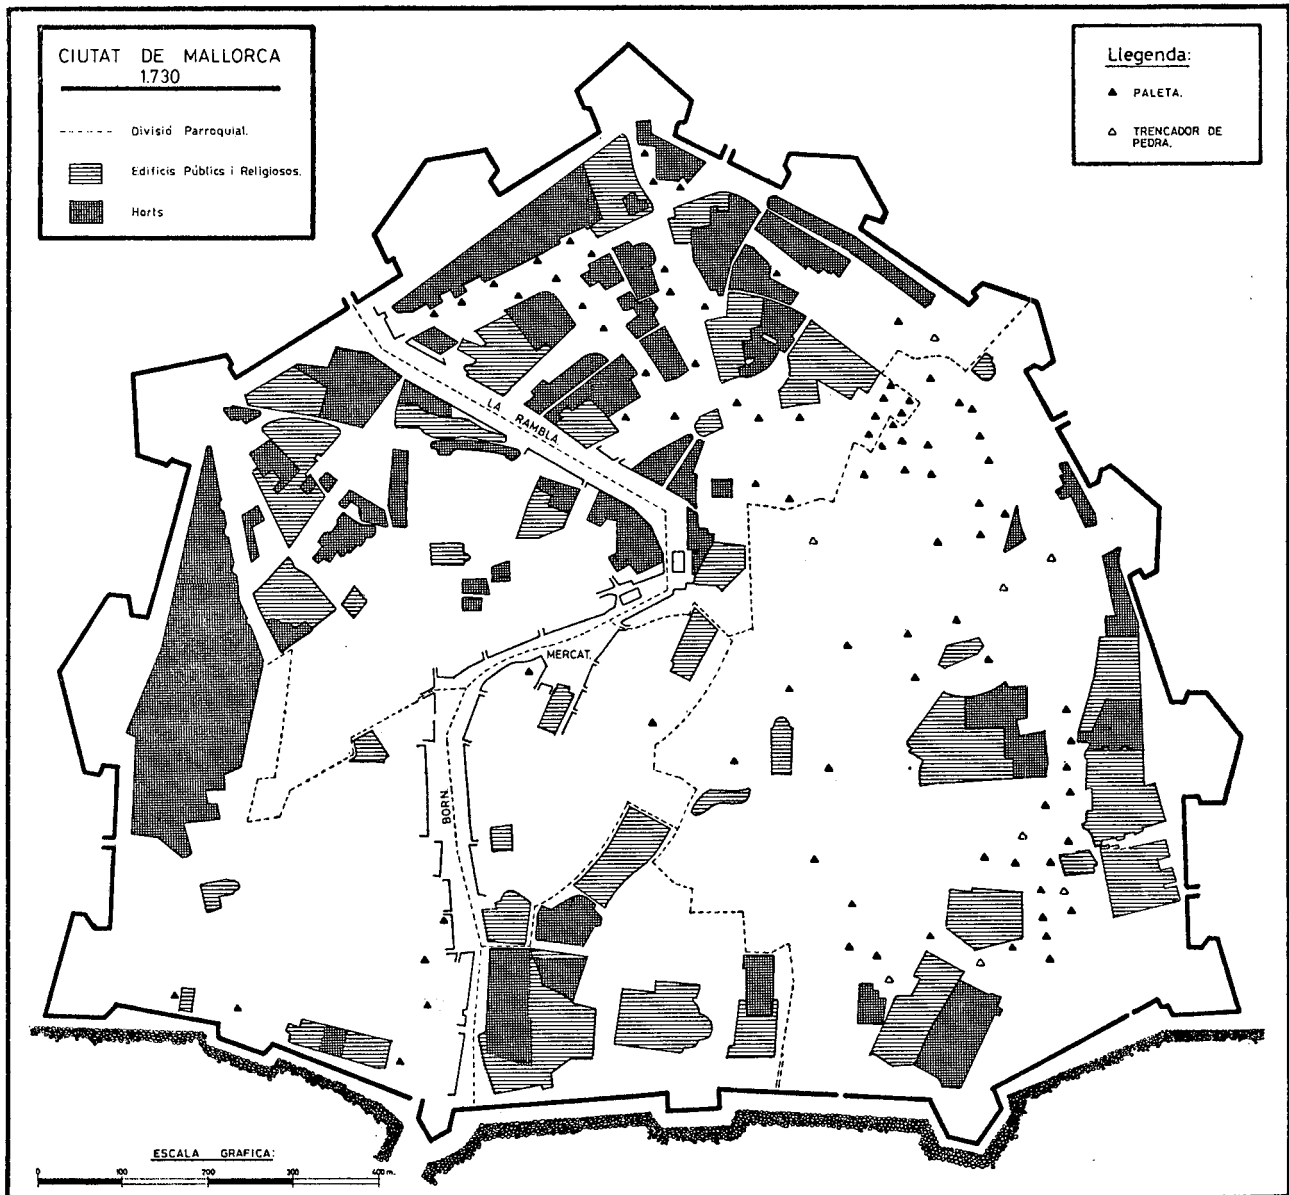 CIUTAT DE MALLORCA
1.730
Divisió Parroquial.
Edificis Públics i Religiosos.
Horts
Llegenda:
PALETA.
TRENCADOR DE
PEDRA.
LA RAMBLA.
MERCAT.
BORN.
ESCALA GRAFICA:
0 100 200 300 400 m.